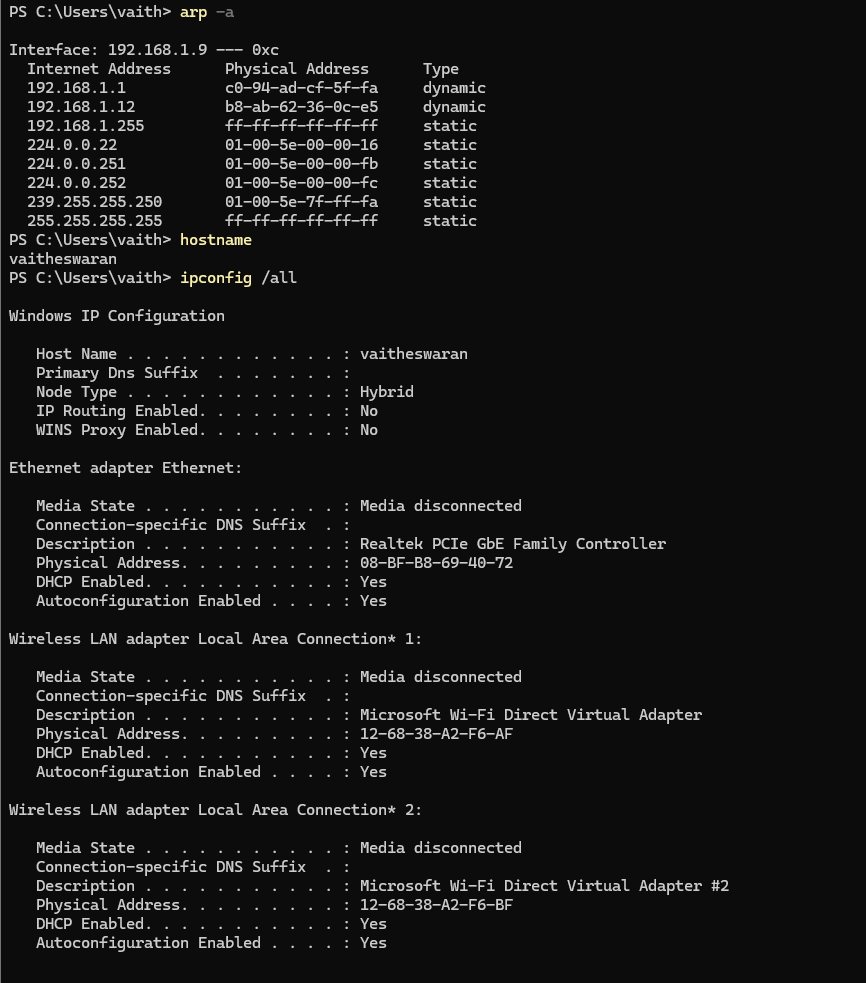 PS C:\Users\vaith> arp -a
Interface: 192.168.1.9 --- 0xc
  Internet Address      Physical Address      Type
  192.168.1.1           c0-94-ad-cf-5f-fa     dynamic
  192.168.1.12          b8-ab-62-36-0c-e5     dynamic
  192.168.1.255         ff-ff-ff-ff-ff-ff     static
  224.0.0.22            01-00-5e-00-00-16     static
  224.0.0.251           01-00-5e-00-00-fb     static
  224.0.0.252           01-00-5e-00-00-fc     static
  239.255.255.250       01-00-5e-7f-ff-fa     static
  255.255.255.255       ff-ff-ff-ff-ff-ff     static
PS C:\Users\vaith> hostname
vaitheswaran
PS C:\Users\vaith> ipconfig /all
Windows IP Configuration
   Host Name . . . . . . . . . . . . : vaitheswaran
   Primary Dns Suffix  . . . . . . . :
   Node Type . . . . . . . . . . . . : Hybrid
   IP Routing Enabled. . . . . . . . : No
   WINS Proxy Enabled. . . . . . . . : No
Ethernet adapter Ethernet:
   Media State . . . . . . . . . . . : Media disconnected
   Connection-specific DNS Suffix  . :
   Description . . . . . . . . . . . : Realtek PCIe GbE Family Controller
   Physical Address. . . . . . . . . : 08-BF-B8-69-40-72
   DHCP Enabled. . . . . . . . . . . : Yes
   Autoconfiguration Enabled . . . . : Yes
Wireless LAN adapter Local Area Connection* 1:
   Media State . . . . . . . . . . . : Media disconnected
   Connection-specific DNS Suffix  . :
   Description . . . . . . . . . . . : Microsoft Wi-Fi Direct Virtual Adapter
   Physical Address. . . . . . . . . : 12-68-38-A2-F6-AF
   DHCP Enabled. . . . . . . . . . . : Yes
   Autoconfiguration Enabled . . . . : Yes
Wireless LAN adapter Local Area Connection* 2:
   Media State . . . . . . . . . . . : Media disconnected
   Connection-specific DNS Suffix  . :
   Description . . . . . . . . . . . : Microsoft Wi-Fi Direct Virtual Adapter #2
   Physical Address. . . . . . . . . : 12-68-38-A2-F6-BF
   DHCP Enabled. . . . . . . . . . . : Yes
   Autoconfiguration Enabled . . . . : Yes